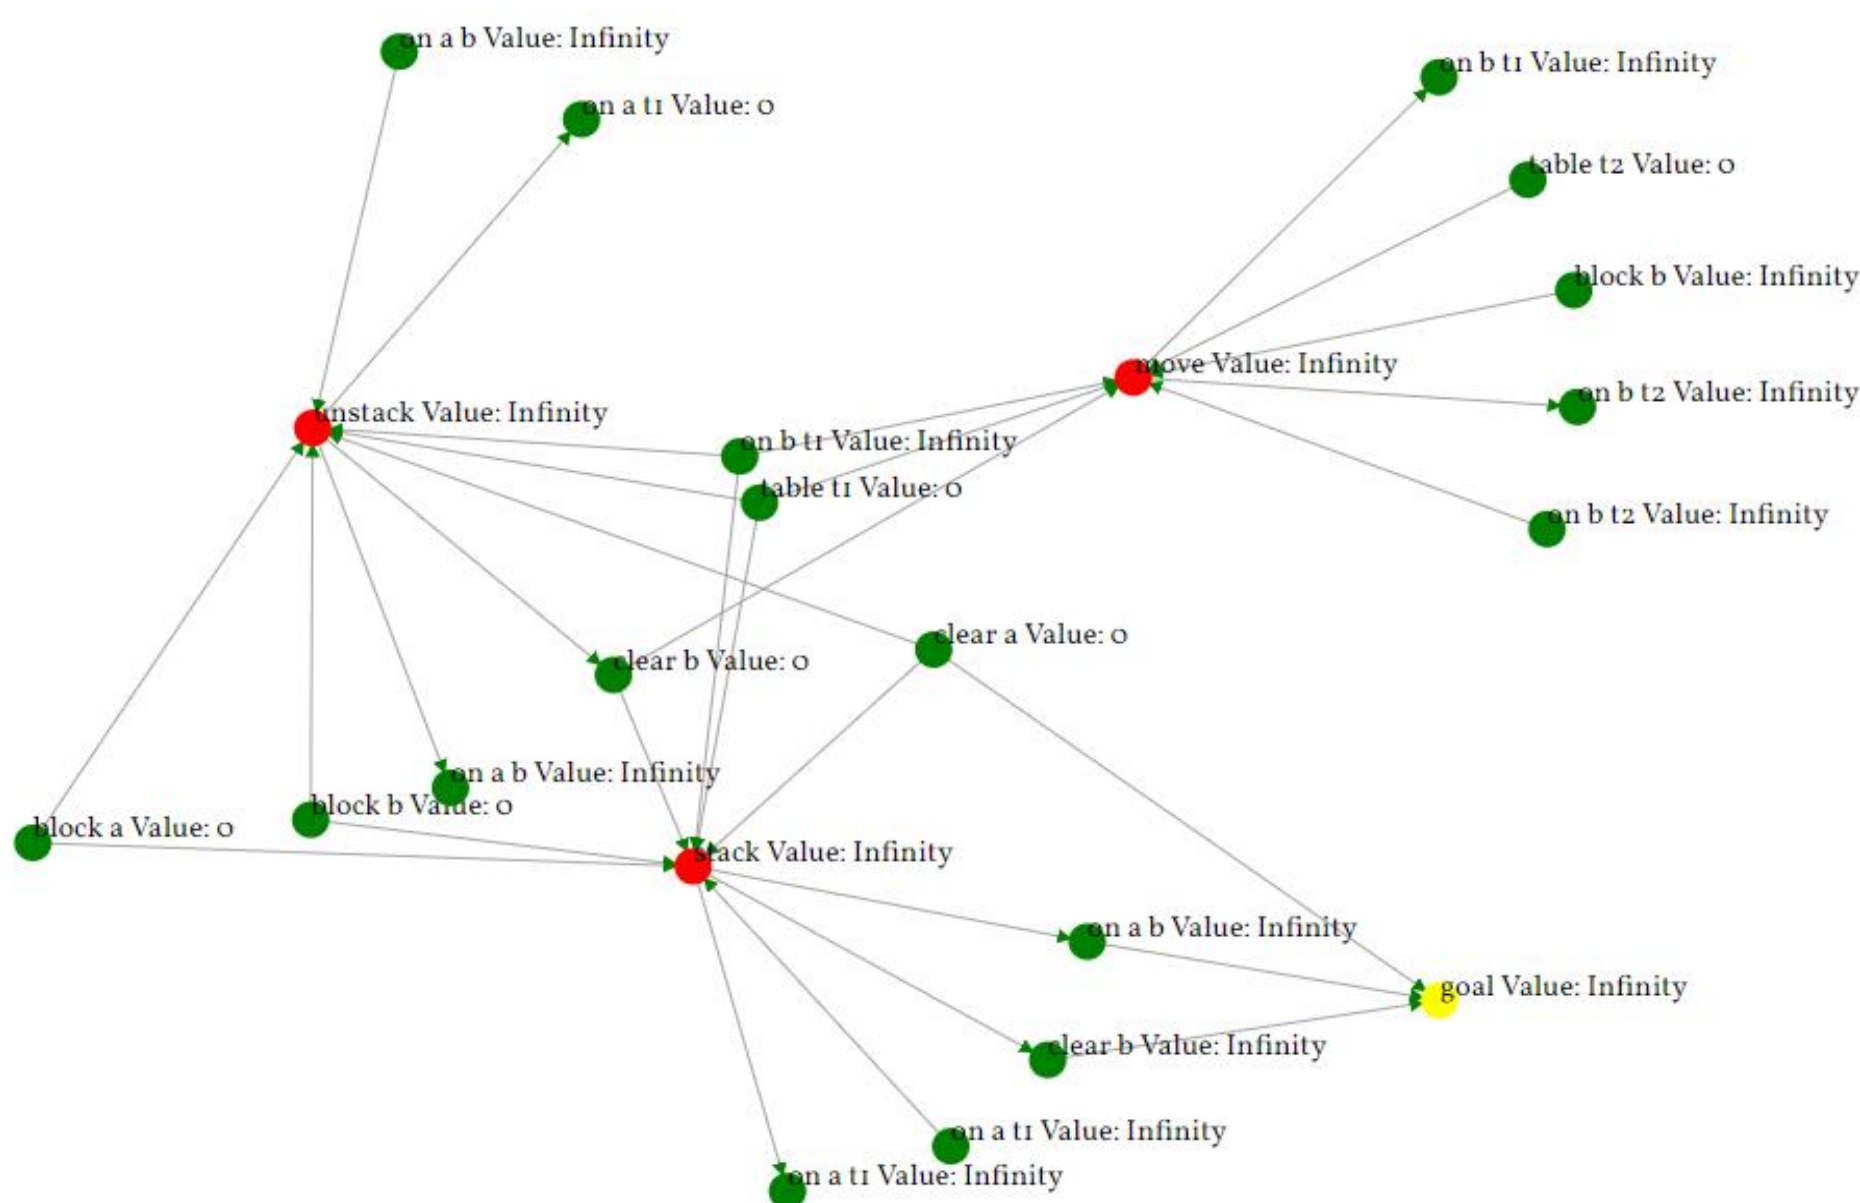 on a b Value: Infinity
on b t1 Value: Infinity
on a t1 Value: 0
table t2 Value: 0
block b Value: Infinity
move Value: Infinity
on b t2 Value: Infinity
unstack Value: Infinity
on b t1 Value: Infinity
table t1 Value: 0
on b t2 Value: Infinity
clear a Value: 0
clear b Value: 0
on a b Value: Infinity
block b Value: 0
block a Value: 0
stack Value: Infinity
on a b Value: Infinity
goal Value: Infinity
clear b Value: Infinity
on a t1 Value: Infinity
on a t1 Value: Infinity